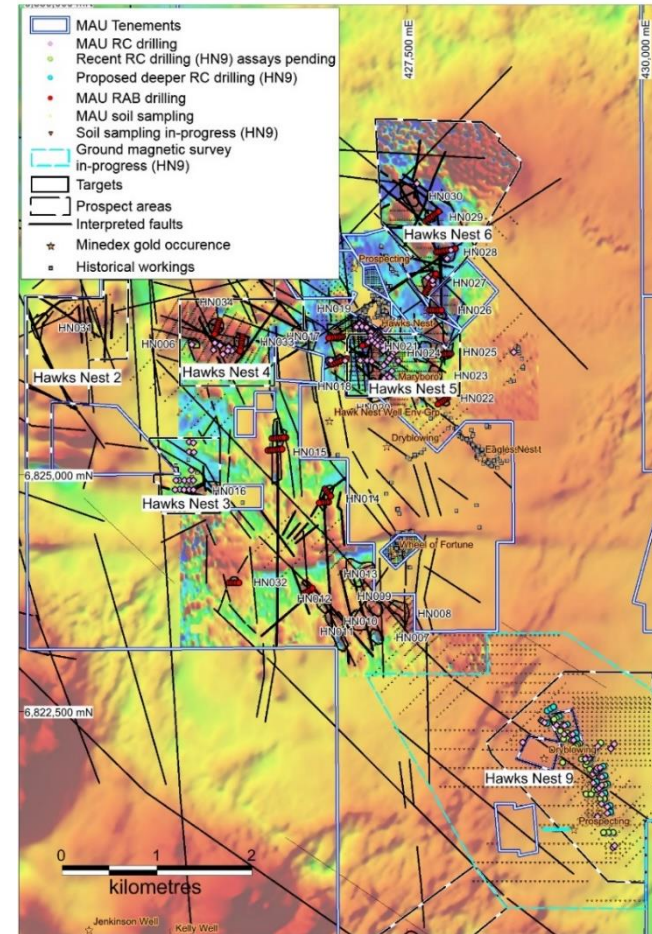 MAU Tenements
MAU RC drilling
Recent RC drilling (HN9) assays pending
Proposed deeper RC drilling (HN9)
MAU RAB drilling
MAU soil sampling
Soil sampling in-progress (HN9)
Ground magnetic survey
in-progress (HN9)
Targets
Prospect areas
Interpreted faults
Minedex gold occurence
Historical workings
427,500 mE
430,000 mE
HN030
HN029
Hawks Nest 6
HN028
Prospecting
HN027
HN034
HN019
HN026
HN031
HN006
HN017
Hawks Nest
HN033
HN021
HN024
HN025
Hawks Nest 2
Hawks Nest 4
HN018
Maryboro
HN023
Hawks Nest 5
HN022
Hawk Nest Well Env Grp
Dryblowing
Eagles Nest
HN015
6,825,000 mN
HN016
HN014
Hawks Nest 3
Wheel of Fortune
HN013
HN032
HN012
HN009
HN008
HN010
HN011
HN007
6,822,500 mN
Dryblowing
Hawks Nest 9
Prospecting
0 1 2
kilometres
Jenkinson Well
Kelly Well